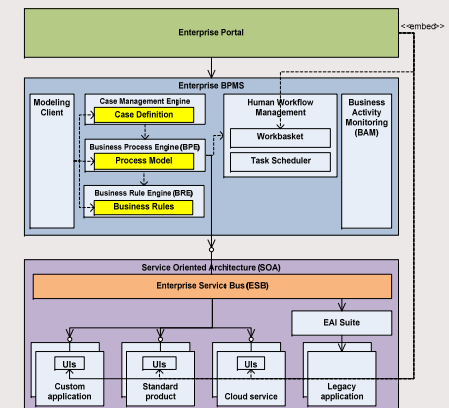 Enterprise Portal
<<embed>>
Enterprise BPMS
Modeling
Client
Case Management Engine
Case Definition
Business Process Engine (BPE)
Process Model
Business Rule Engine (BRE)
Business Rules
Human Workflow
Management
Workbasket
Task Scheduler
Business
Activity
Monitoring
(BAM)
Service Oriented Architecture (SOA)
Enterprise Service Bus (ESB)
EAI Suite
UIs
Custom
application
UIs
Standard
product
UIs
Cloud service
Legacy
application